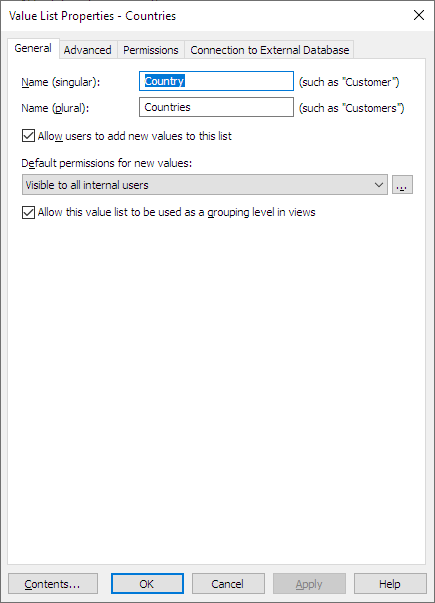 Value List Properties - Countries
General Advanced Permissions Connection to External Database
Name (singular): Country (such as "Customer")
Name (plural): Countries (such as "Customers")
Allow users to add new values to this list
Default permissions for new values:
Visible to all internal users ...
Allow this value list to be used as a grouping level in views
Contents... OK Cancel Apply Help